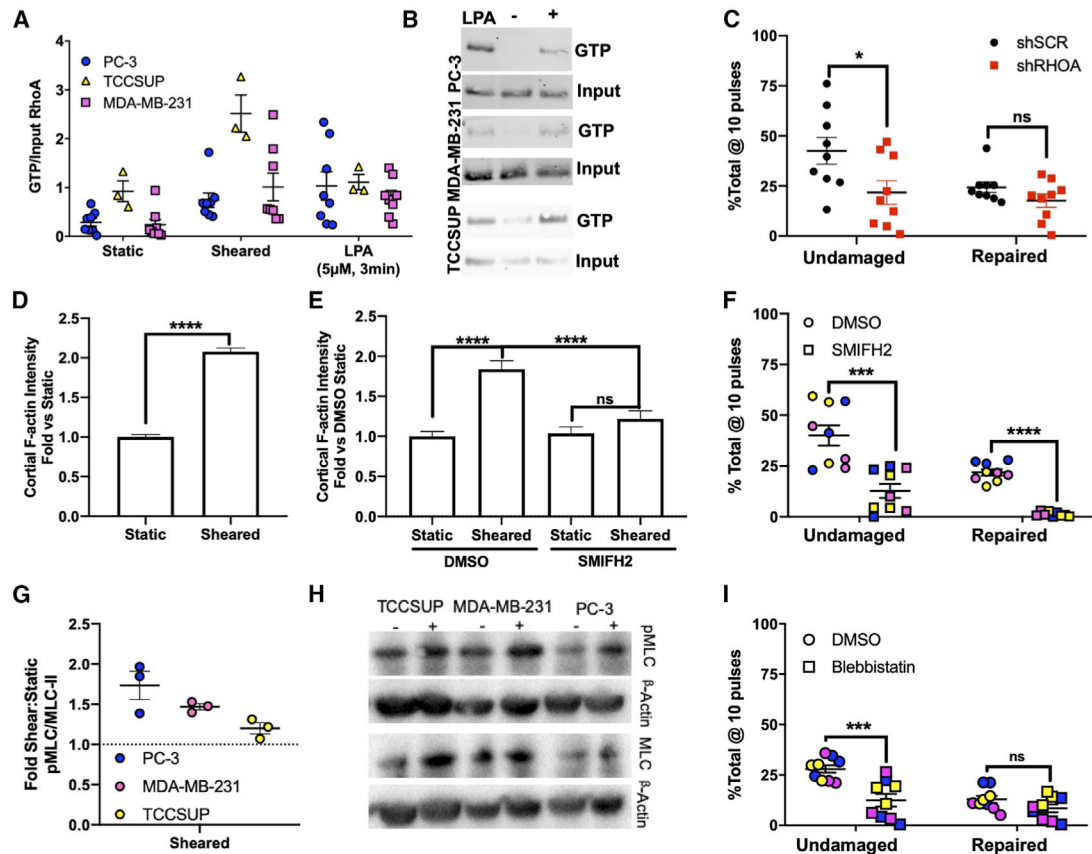 A
GTP/Input RhoA
4
3
2
1
0
PC-3
TCCSUP
MDA-MB-231
Static
Sheared
LPA
(5µM, 3min)
B
LPA - +
PC-3
GTP
Input
MDA-MB-231
GTP
Input
TCCSUP
GTP
Input
C
%Total @ 10 pulses
100
75
50
25
0
shSCR
shRHOA
*
ns
Undamaged
Repaired
D
Cortial F-actin Intensity
Fold vs Static
2.5
2.0
1.5
1.0
0.5
0.0
****
Static
Sheared
E
Cortical F-actin Intensity
Fold vs DMSO Static
2.5
2.0
1.5
1.0
0.5
0.0
****
****
ns
Static Sheared Static Sheared
DMSO
SMIFH2
F
% Total @ 10 pulses
100
75
50
25
0
DMSO
SMIFH2
***
****
Undamaged
Repaired
G
Fold Shear:Static
pMLC/MLC-II
2.5
2.0
1.5
1.0
0.5
0.0
PC-3
MDA-MB-231
TCCSUP
Sheared
H
TCCSUP MDA-MB-231 PC-3
- + - + - +
pMLC
β-Actin
MLC
β-Actin
I
%Total @ 10 pulses
100
75
50
25
0
DMSO
Blebbistatin
***
ns
Undamaged
Repaired